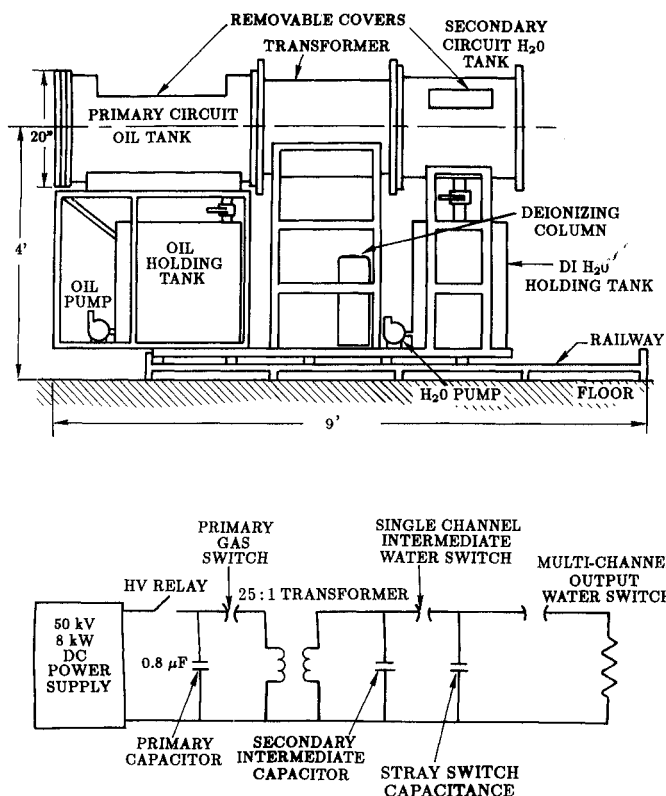 REMOVABLE COVERS
TRANSFORMER
SECONDARY
CIRCUIT H₂0
TANK
PRIMARY CIRCUIT
OIL TANK
20"
4'
OIL
HOLDING
TANK
OIL
PUMP
DEIONIZING
COLUMN
DI H₂0
HOLDING TANK
RAILWAY
H₂0 PUMP
FLOOR
9'
PRIMARY
GAS
SWITCH
SINGLE CHANNEL
INTERMEDIATE
WATER SWITCH
MULTI-CHANNE
OUTPUT
WATER SWITC
HV RELAY
25 : 1 TRANSFORMER
50 kV
8 kW
DC
POWER
SUPPLY
0.8 μF
PRIMARY
CAPACITOR
SECONDARY
INTERMEDIATE
CAPACITOR
STRAY SWITCH
CAPACITANCE